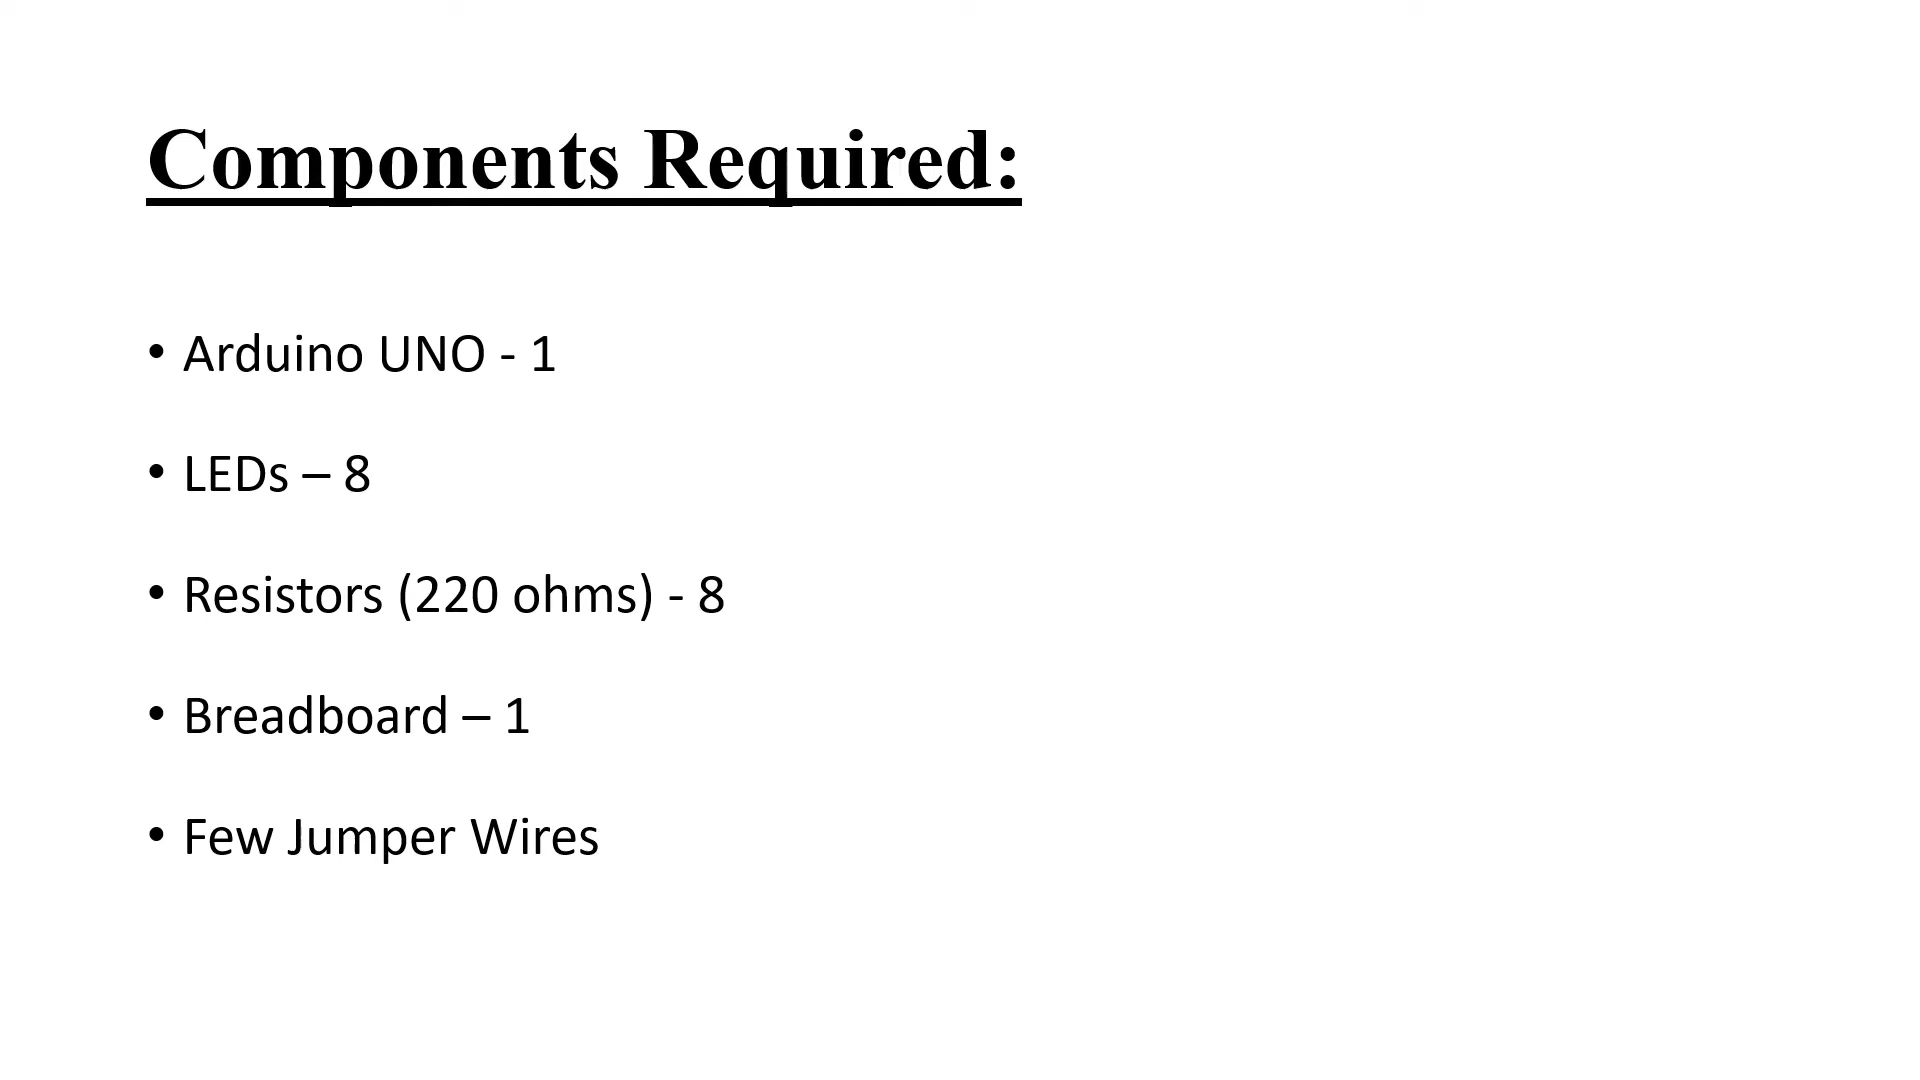 Components Required:
• Arduino UNO - 1
• LEDs – 8
• Resistors (220 ohms) - 8
• Breadboard – 1
• Few Jumper Wires